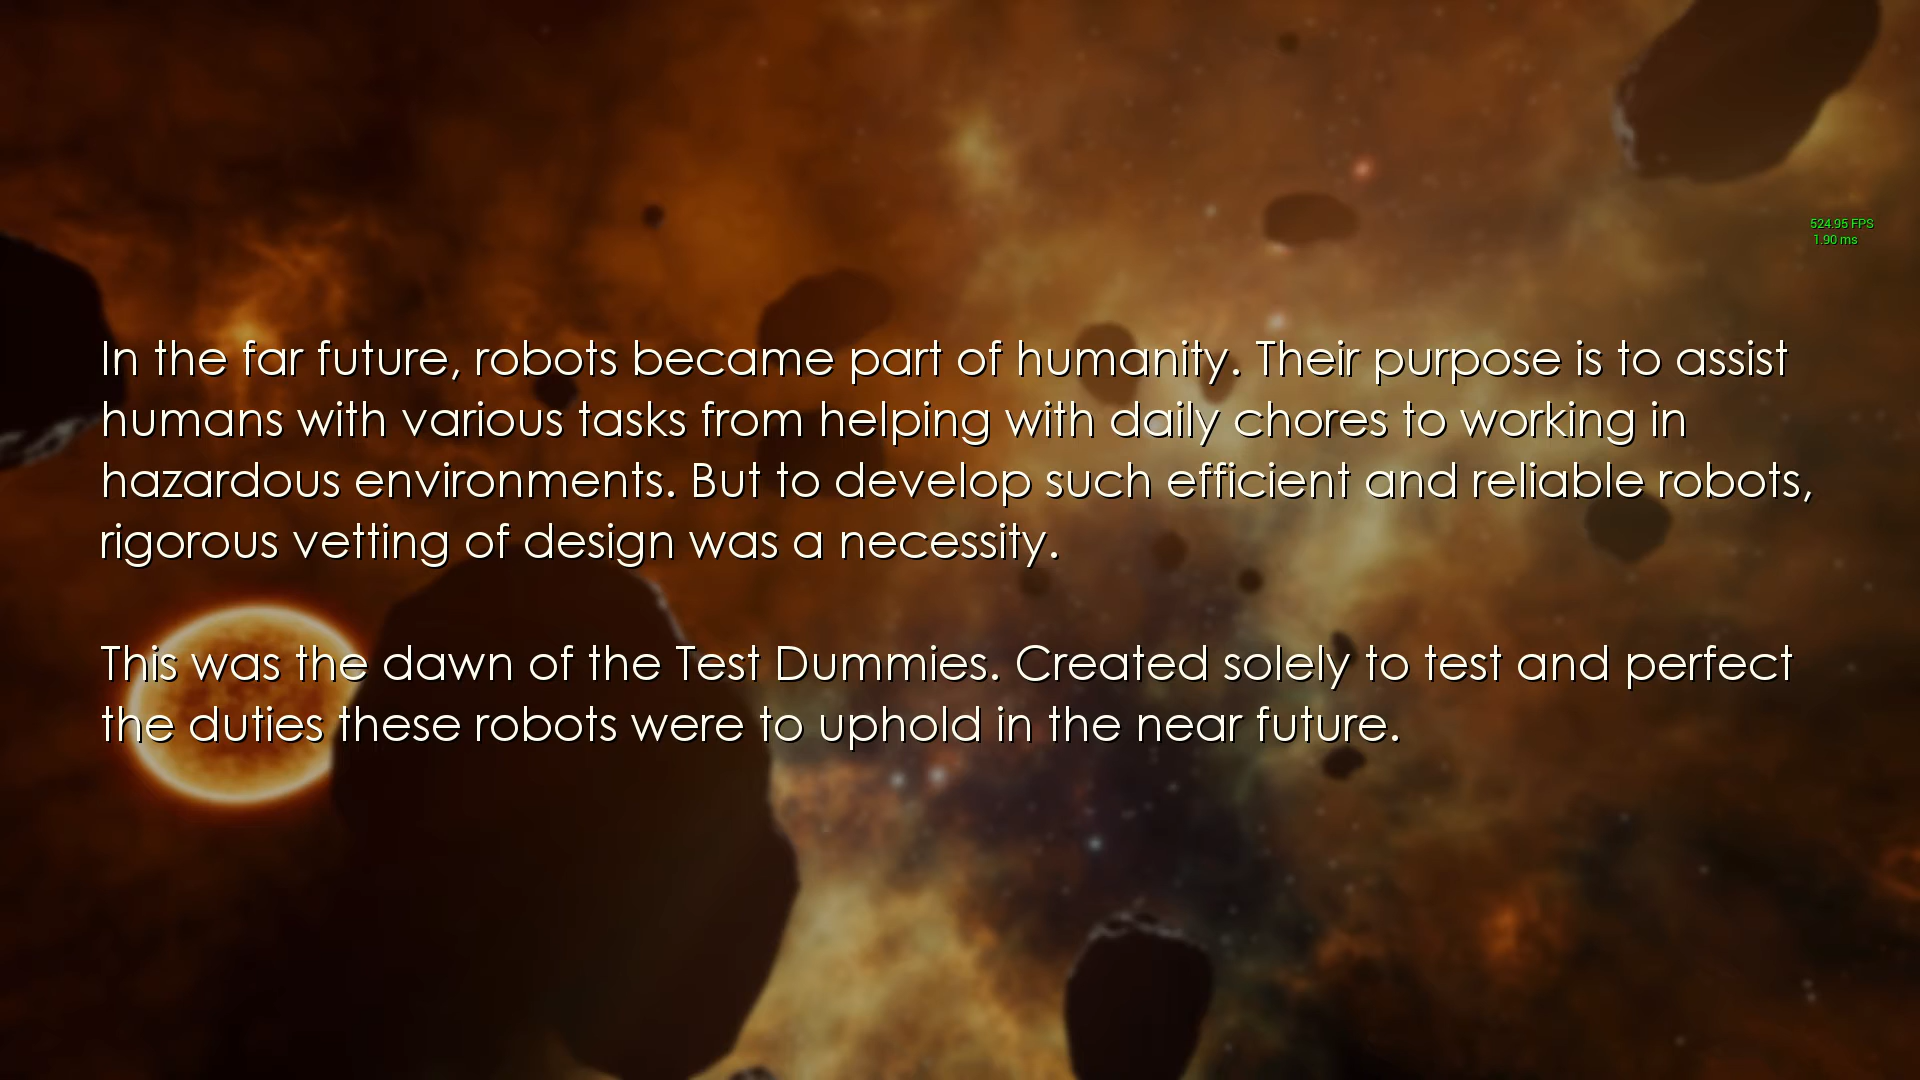 524.95 FPS
1.90 ms
In the far future, robots became part of humanity. Their purpose is to assist
humans with various tasks from helping with daily chores to working in
hazardous environments. But to develop such efficient and reliable robots,
rigorous vetting of design was a necessity.
This was the dawn of the Test Dummies. Created solely to test and perfect
the duties these robots were to uphold in the near future.